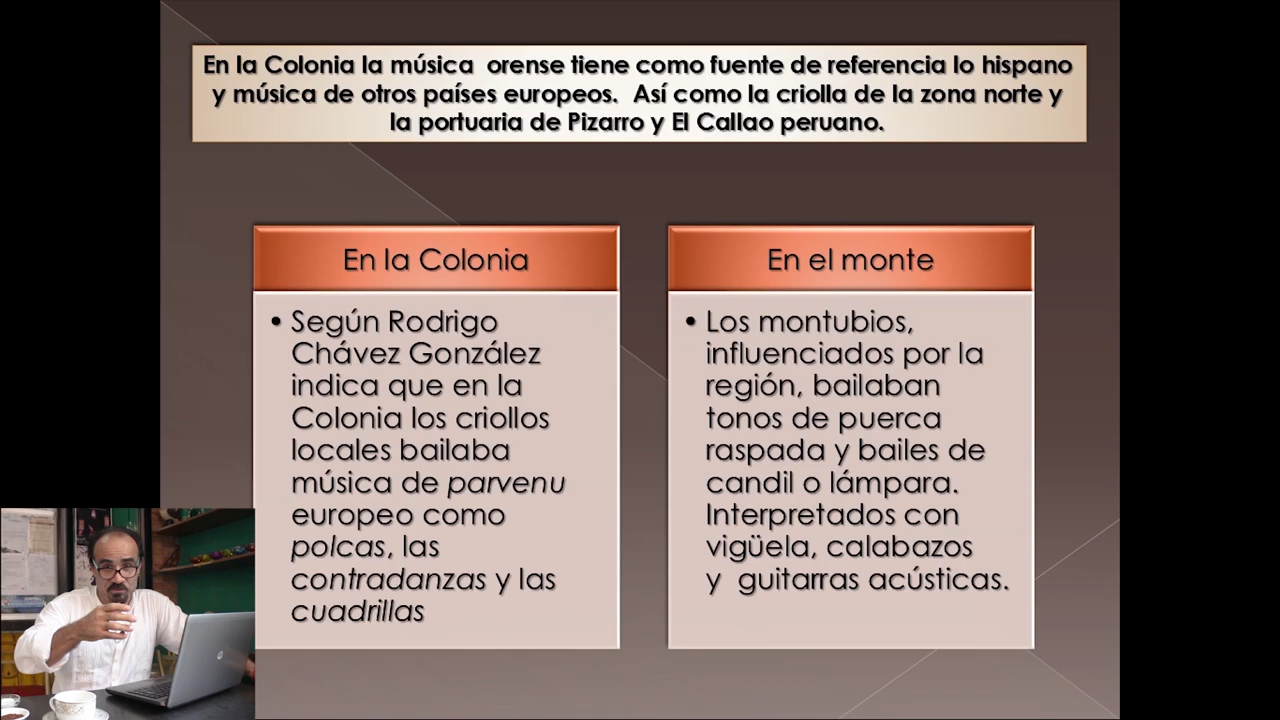 En la Colonia la música  orense tiene como fuente de referencia lo hispano
y música de otros países europeos.  Así como la criolla de la zona norte y
la portuaria de Pizarro y El Callao peruano.
En la Colonia
• Según Rodrigo
Chávez González
indica que en la
Colonia los criollos
locales bailaba
música de parvenu
europeo como
polcas, las
contradanzas y las
cuadrillas
En el monte
• Los montubios,
influenciados por la
región, bailaban
tonos de puerca
raspada y bailes de
candil o lámpara.
Interpretados con
vigüela, calabazos
y  guitarras acústicas.